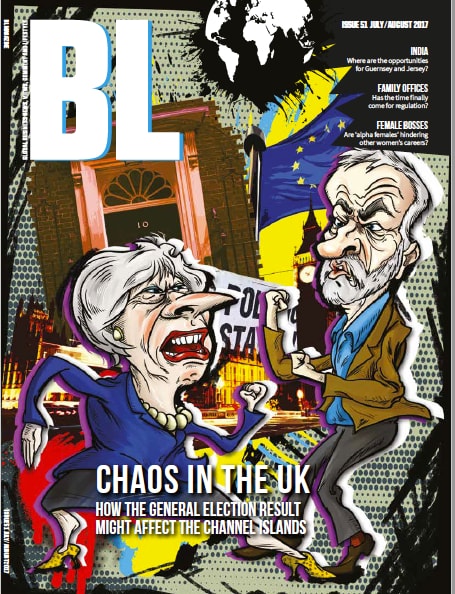 BL
ISSUE 51 JULY/AUGUST 2017
INDIA
Where are the opportunities
for Guernsey and Jersey?
FAMILY OFFICES
Has the time finally
come for regulation?
FEMALE BOSSES
Are 'alpha females' hindering
other women's careers?
10
POL
STA
CHAOS IN THE UK
HOW THE GENERAL ELECTION RESULT
MIGHT AFFECT THE CHANNEL ISLANDS